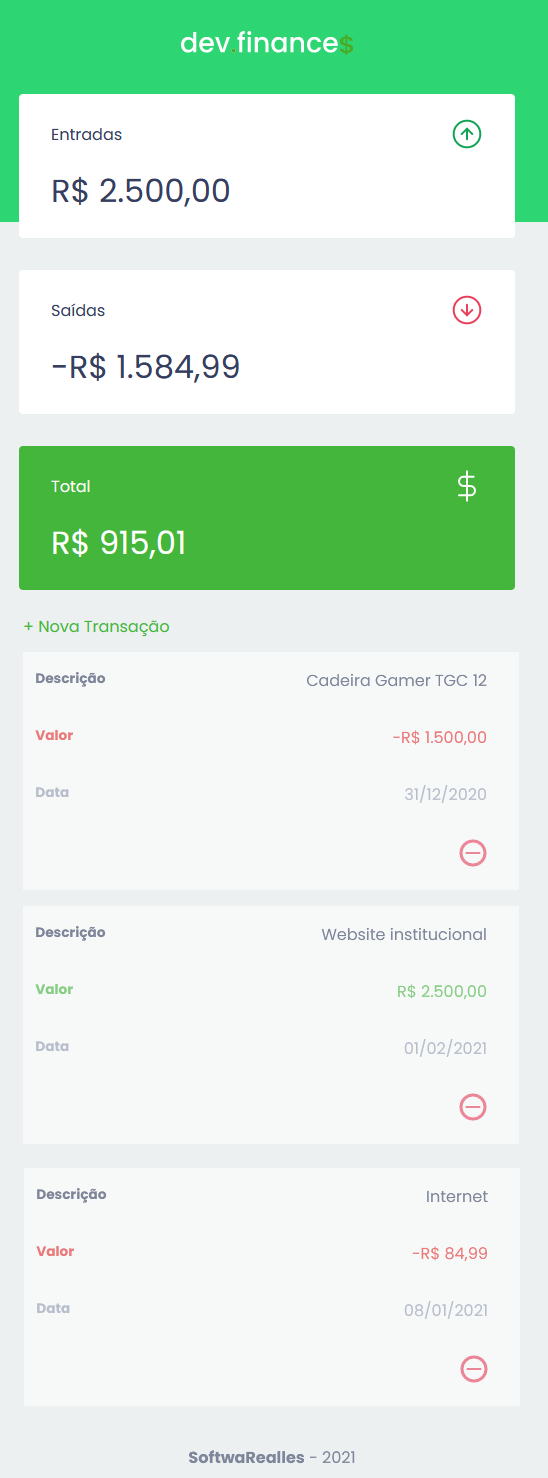 dev.finance$
Entradas
R$ 2.500,00
Saídas
-R$ 1.584,99
Total
R$ 915,01
+ Nova Transação
Descrição Cadeira Gamer TGC 12
Valor -R$ 1.500,00
Data 31/12/2020
Descrição Website institucional
Valor R$ 2.500,00
Data 01/02/2021
Descrição Internet
Valor -R$ 84,99
Data 08/01/2021
SoftwaRealles - 2021